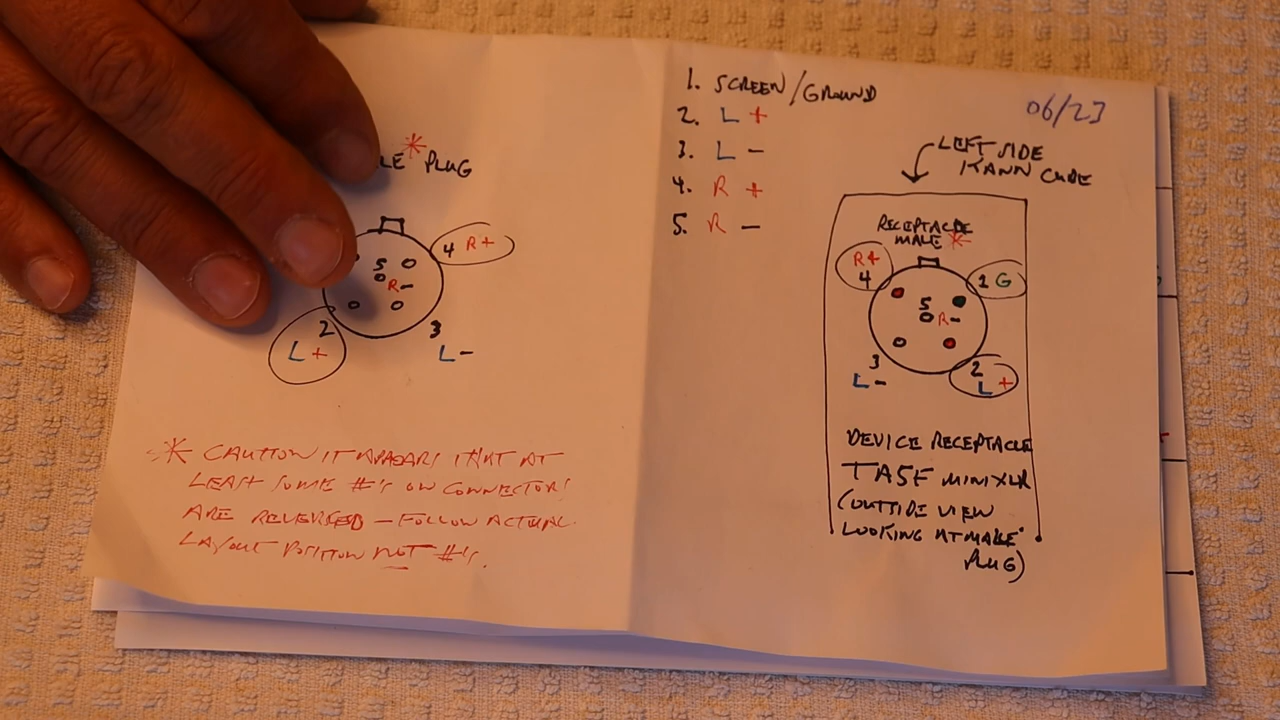 LE* PLUG
4 R+
5
R-
2
L +
3
L -
* CAUTION IT APPEARS THAT AT
LEAST SOME #'S ON CONNECTORS
ARE REVERSED - FOLLOW ACTUAL
LAYOUT POSITION NOT #'S.
1. SCREEN/GROUND
2. L +
3. L -
4. R +
5. R -
06/23
LEFT SIDE
KANN CUBE
RECEPTACLE
MALE *
R+
4
1 G
5
R-
3
L -
2
L +
DEVICE RECEPTACLE
TA5F MINIXLR
(OUTSIDE VIEW
LOOKING AT MALE
PLUG)